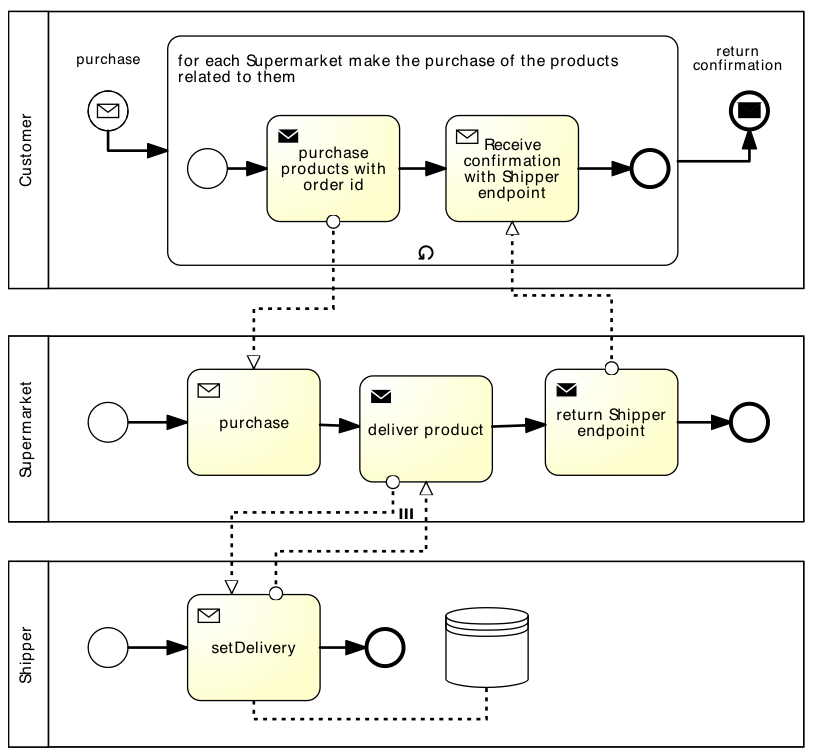 Customer
purchase
for each Supermarket make the purchase of the products
related to them
return
confirmation
purchase
products with
order id
Receive
confirmation
with Shipper
endpoint
Supermarket
purchase
deliver product
return Shipper
endpoint
Shipper
setDelivery